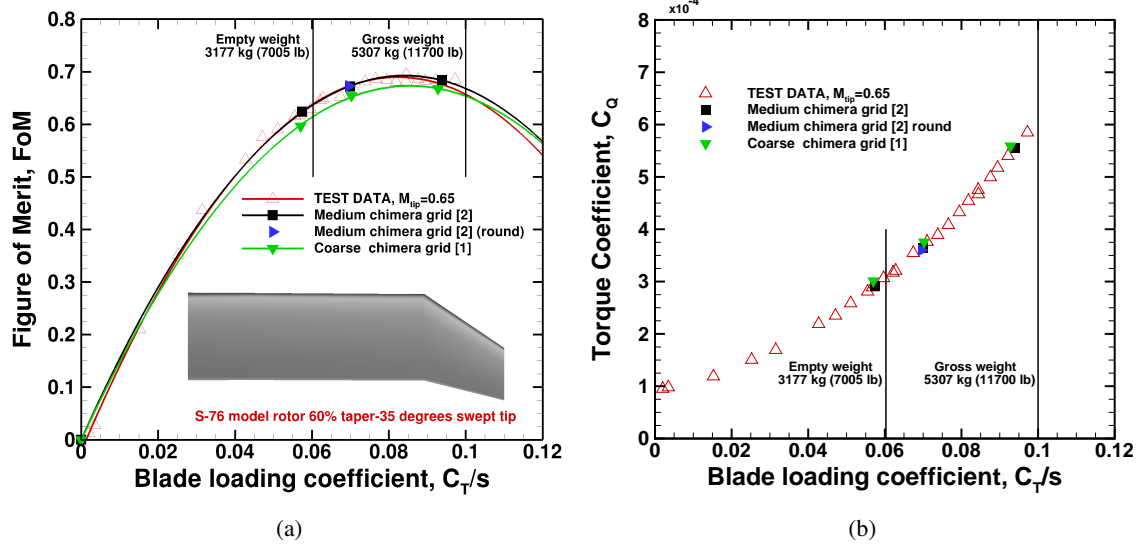 Figure of Merit, FoM
0.8
0.7
0.6
0.5
0.4
0.3
0.2
0.1
0
Empty weight
3177 kg (7005 lb)
Gross weight
5307 kg (11700 lb)
TEST DATA, Mtip=0.65
Medium chimera grid [2]
Medium chimera grid [2] (round)
Coarse chimera grid [1]
S-76 model rotor 60% taper-35 degrees swept tip
0 0.02 0.04 0.06 0.08 0.1 0.12
Blade loading coefficient, CT/s
(a)
Torque Coefficient, CQ
×10-4
8
7
6
5
4
3
2
1
0
TEST DATA, Mtip=0.65
Medium chimera grid [2]
Medium chimera grid [2] round
Coarse chimera grid [1]
Empty weight
3177 kg (7005 lb)
Gross weight
5307 kg (11700 lb)
0 0.02 0.04 0.06 0.08 0.1 0.12
Blade loading coefficient, CT/s
(b)